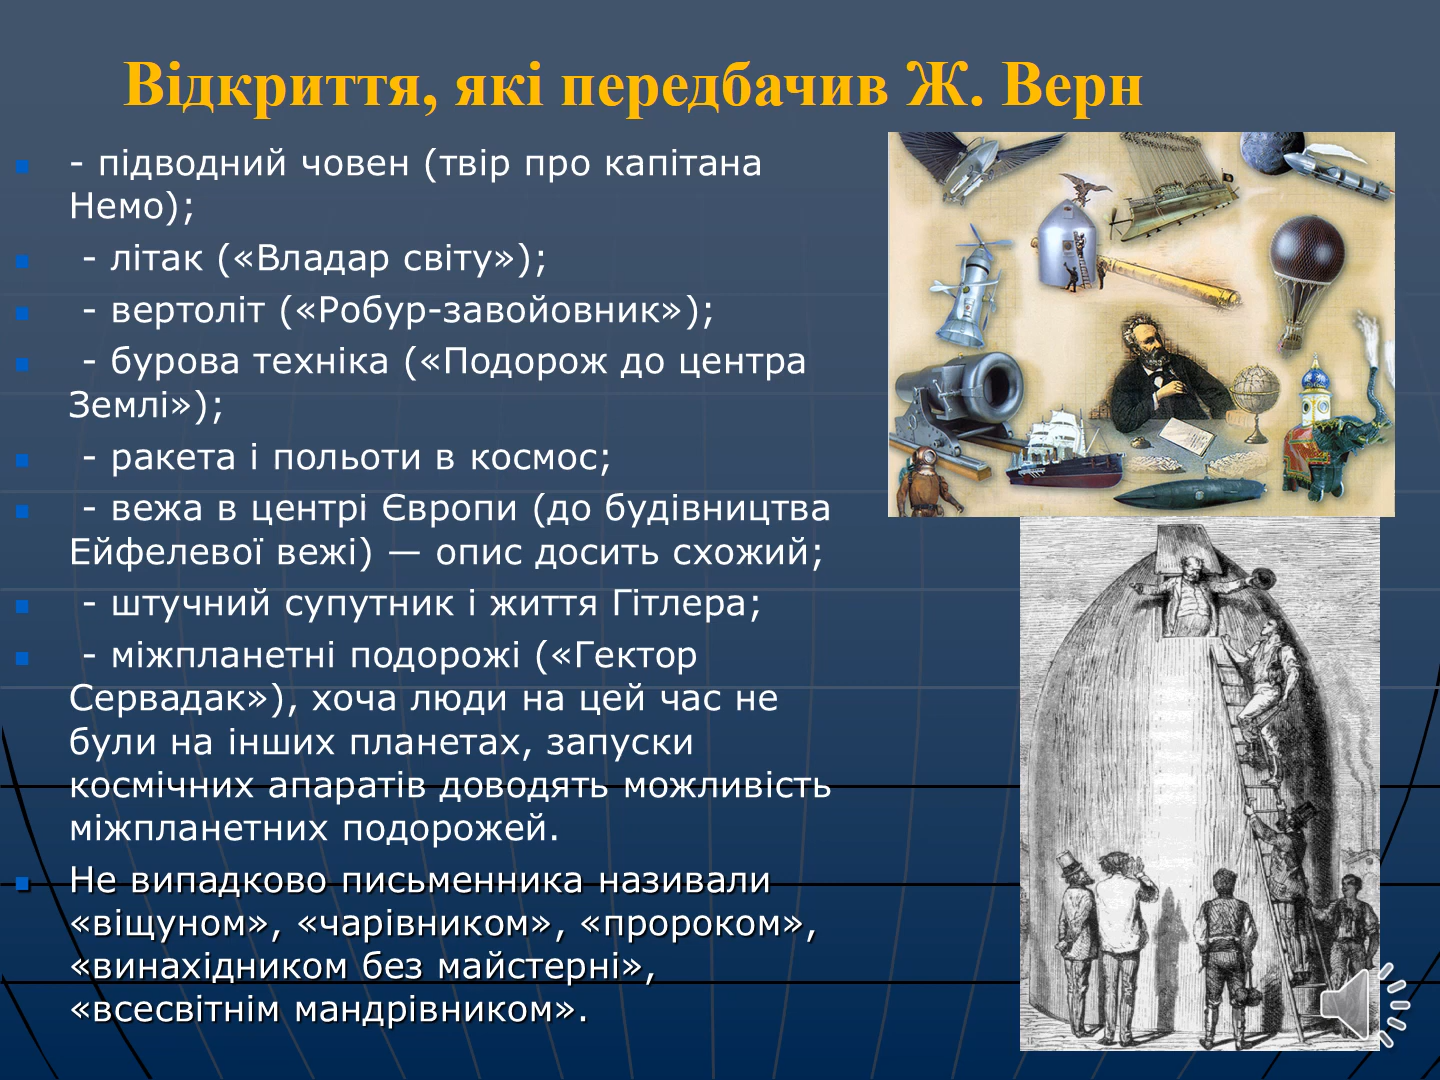 Відкриття, які передбачив Ж. Верн
- підводний човен (твір про капітана
Немо);
- літак («Владар світу»);
- вертоліт («Робур-завойовник»);
- бурова техніка («Подорож до центра
Землі»);
- ракета і польоти в космос;
- вежа в центрі Європи (до будівництва
Ейфелевої вежі) — опис досить схожий;
- штучний супутник і життя Гітлера;
- міжпланетні подорожі («Гектор
Сервадак»), хоча люди на цей час не
були на інших планетах, запуски
космічних апаратів доводять можливість
міжпланетних подорожей.
Не випадково письменника називали
«віщуном», «чарівником», «пророком»,
«винахідником без майстерні»,
«всесвітнім мандрівником».